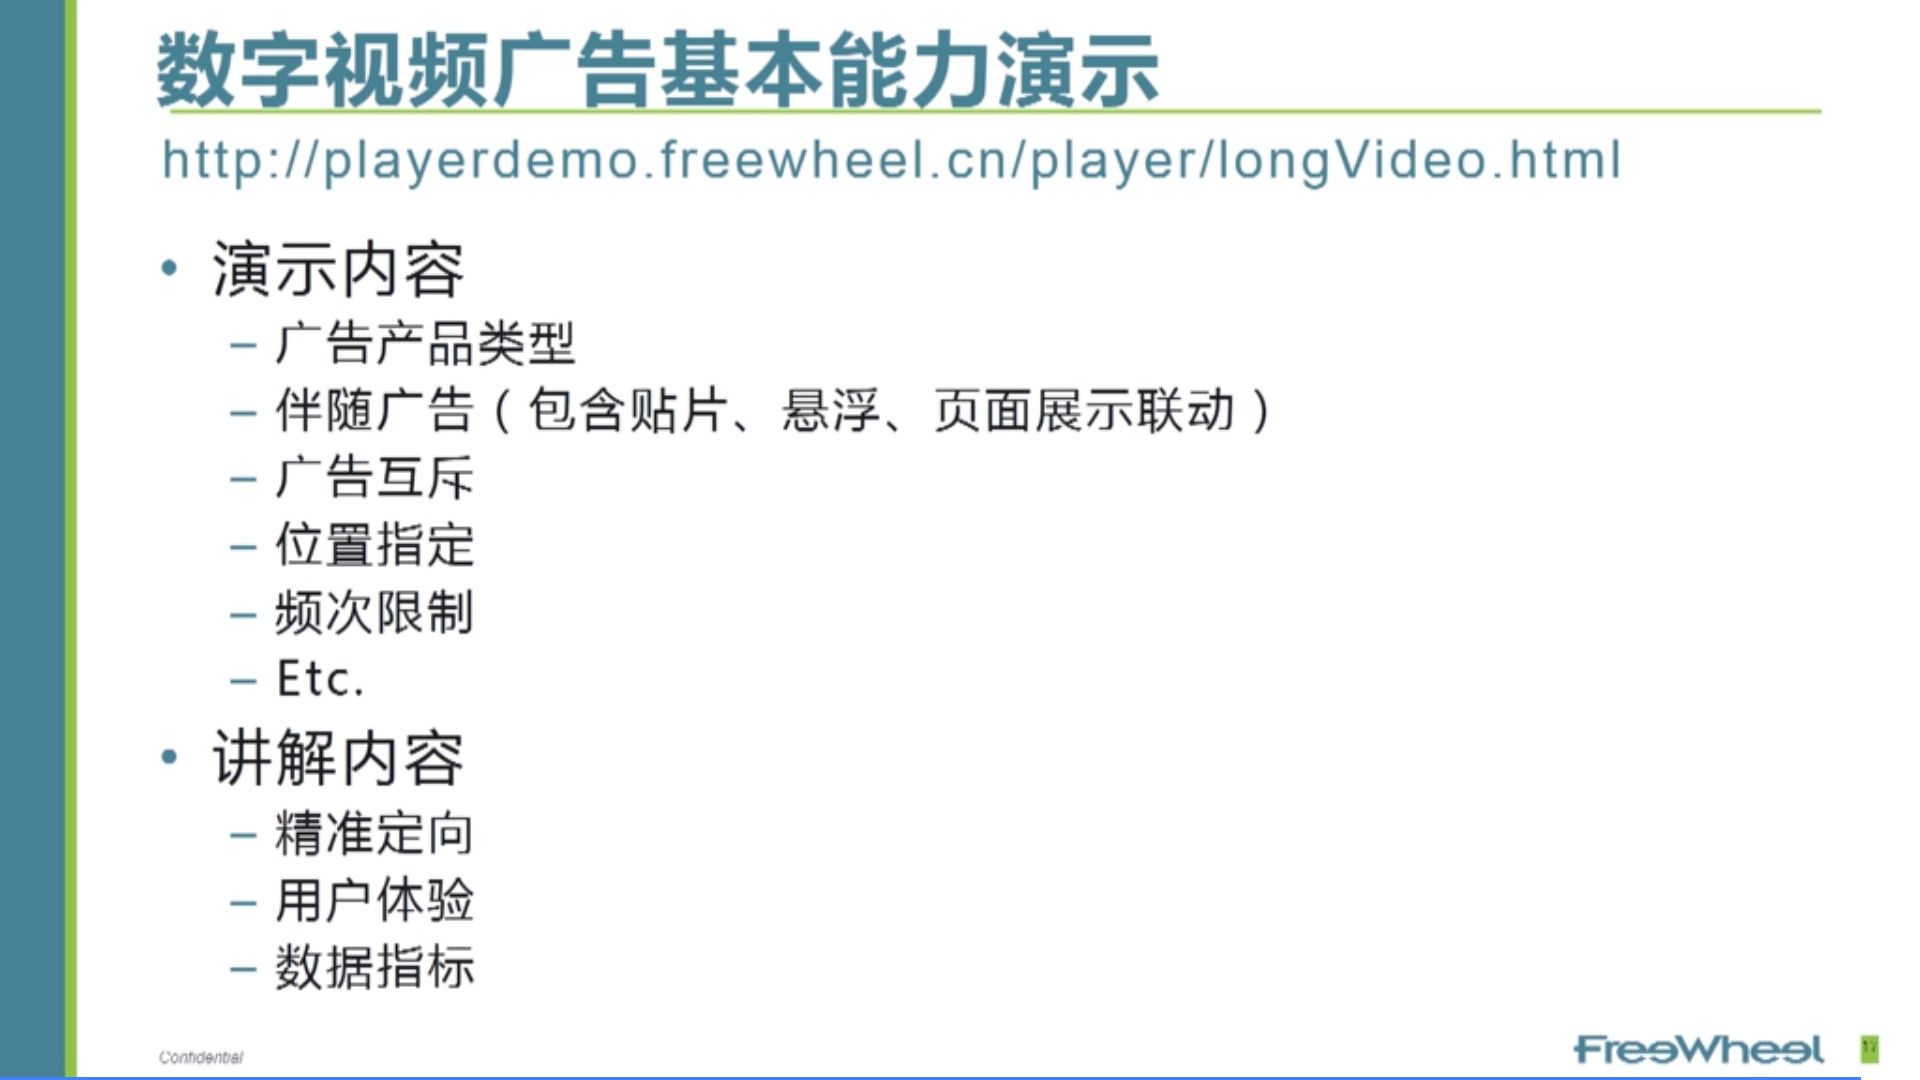 数字视频广告基本能力演示
http://playerdemo.freewheel.cn/player/longVideo.html
• 演示内容
– 广告产品类型
– 伴随广告（包含贴片、悬浮、页面展示联动）
– 广告互斥
– 位置指定
– 频次限制
– Etc.
• 讲解内容
– 精准定向
– 用户体验
– 数据指标
Confidential
FreeWheel
17